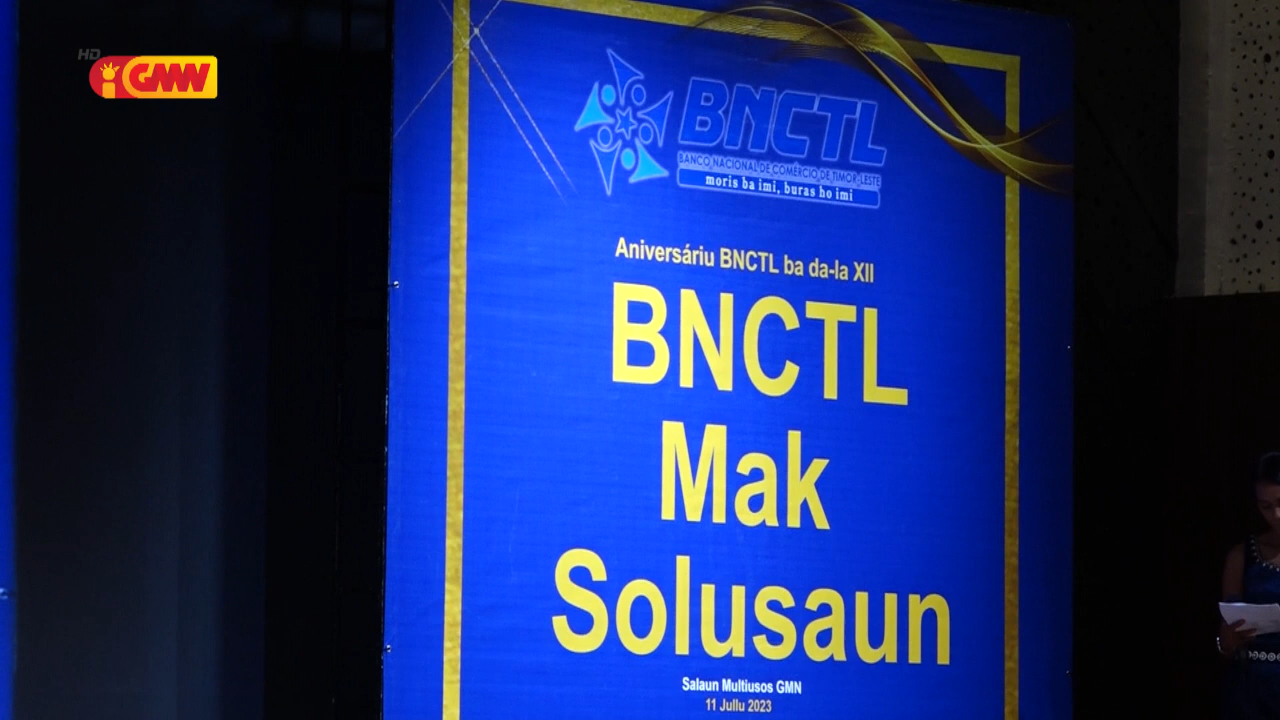 HD
GMN
BNCTL
BANCO NACIONAL DE COMÉRCIO DE TIMOR-LESTE
moris ba imi, buras ho imi
Aniversáriu BNCTL ba da-la XII
BNCTL
Mak
Solusaun
Salaun Multiusos GMN
11 Jullu 2023